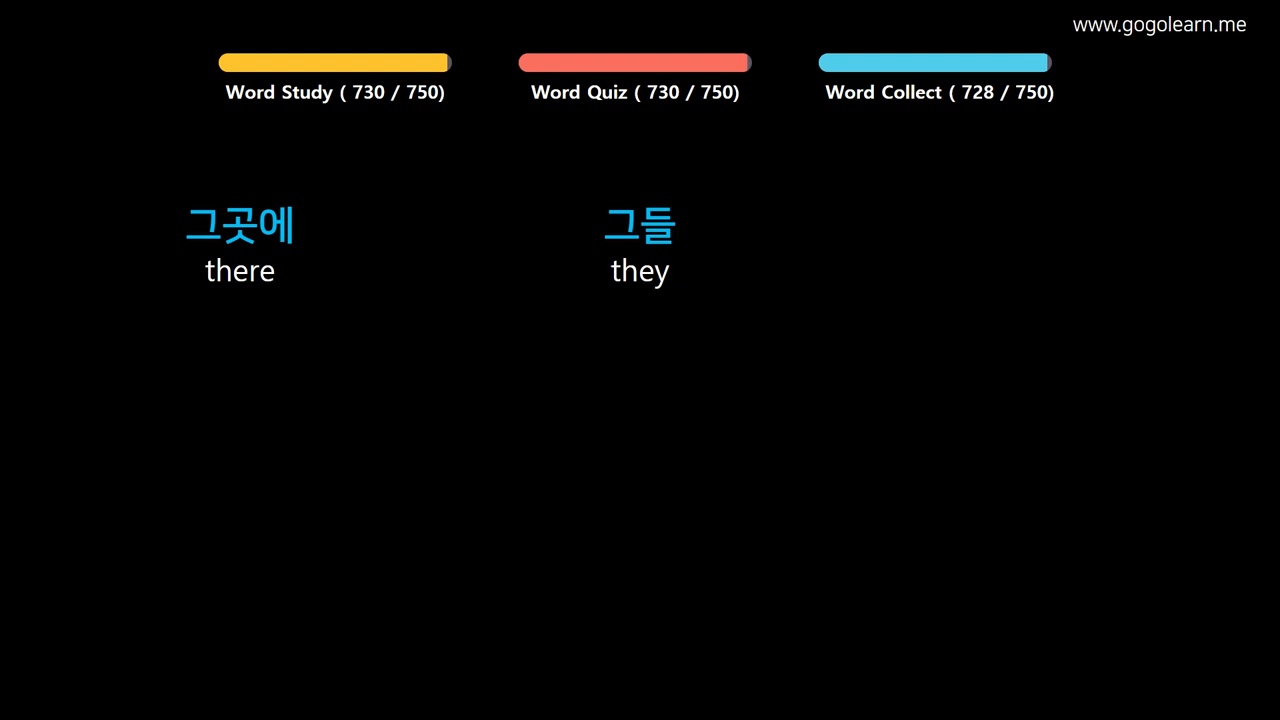 www.gogolearn.me
Word Study ( 730 / 750)
Word Quiz ( 730 / 750)
Word Collect ( 728 / 750)
그곳에
there
그들
they